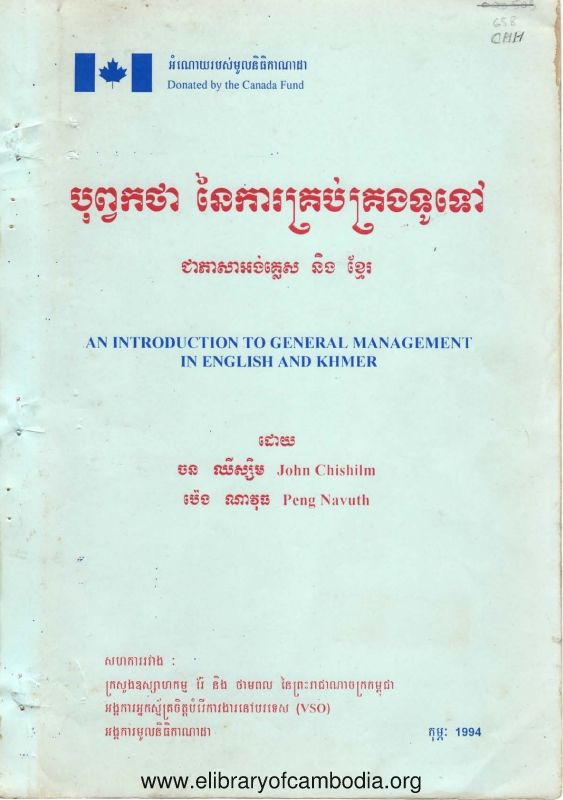 658
CHH
អំណោយរបស់មូលនិធិកាណាដា
Donated by the Canada Fund
បុព្វកថា នៃការគ្រប់គ្រងទូទៅ
ជាភាសាអង់គ្លេស និង ខ្មែរ
AN INTRODUCTION TO GENERAL MANAGEMENT
IN ENGLISH AND KHMER
ដោយ
ចន ឈីស្ស៊ិម John Chishilm
ប៉េង ណាវុធ Peng Navuth
សហការរវាង :
ក្រសួងឧស្សាហកម្ម រ៉ែ និង ថាមពល នៃព្រះរាជាណាចក្រកម្ពុជា
អង្គការអ្នកស្ម័គ្រចិត្តបំរើការងារនៅបរទេស (VSO)
អង្គការមូលនិធិកាណាដា
កុម្ភៈ 1994
www.elibraryofcambodia.org